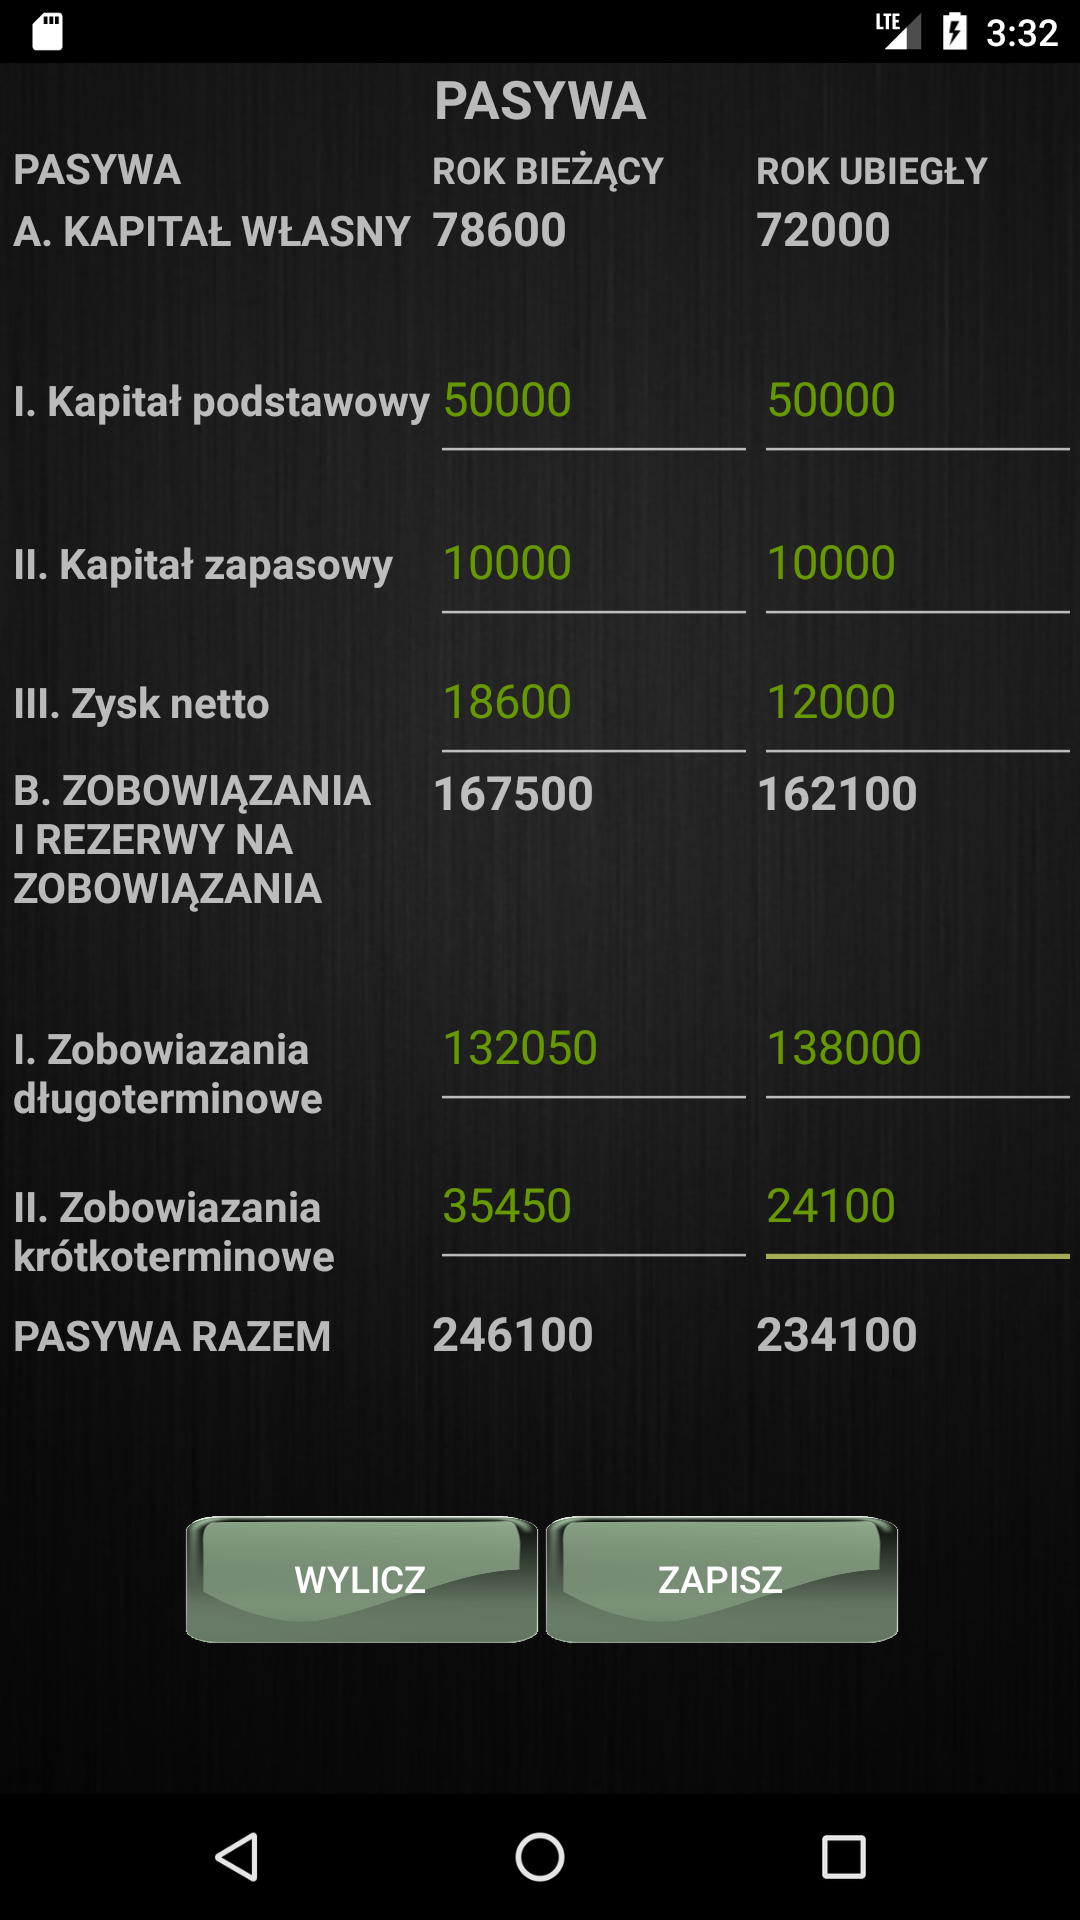 LTE 3:32
PASYWA
PASYWA ROK BIEŻĄCY ROK UBIEGŁY
A. KAPITAŁ WŁASNY 78600 72000
I. Kapitał podstawowy 50000 50000
II. Kapitał zapasowy 10000 10000
III. Zysk netto 18600 12000
B. ZOBOWIĄZANIA 167500 162100
I REZERWY NA
ZOBOWIĄZANIA
I. Zobowiazania 132050 138000
długoterminowe
II. Zobowiazania 35450 24100
krótkoterminowe
PASYWA RAZEM 246100 234100
WYLICZ ZAPISZ